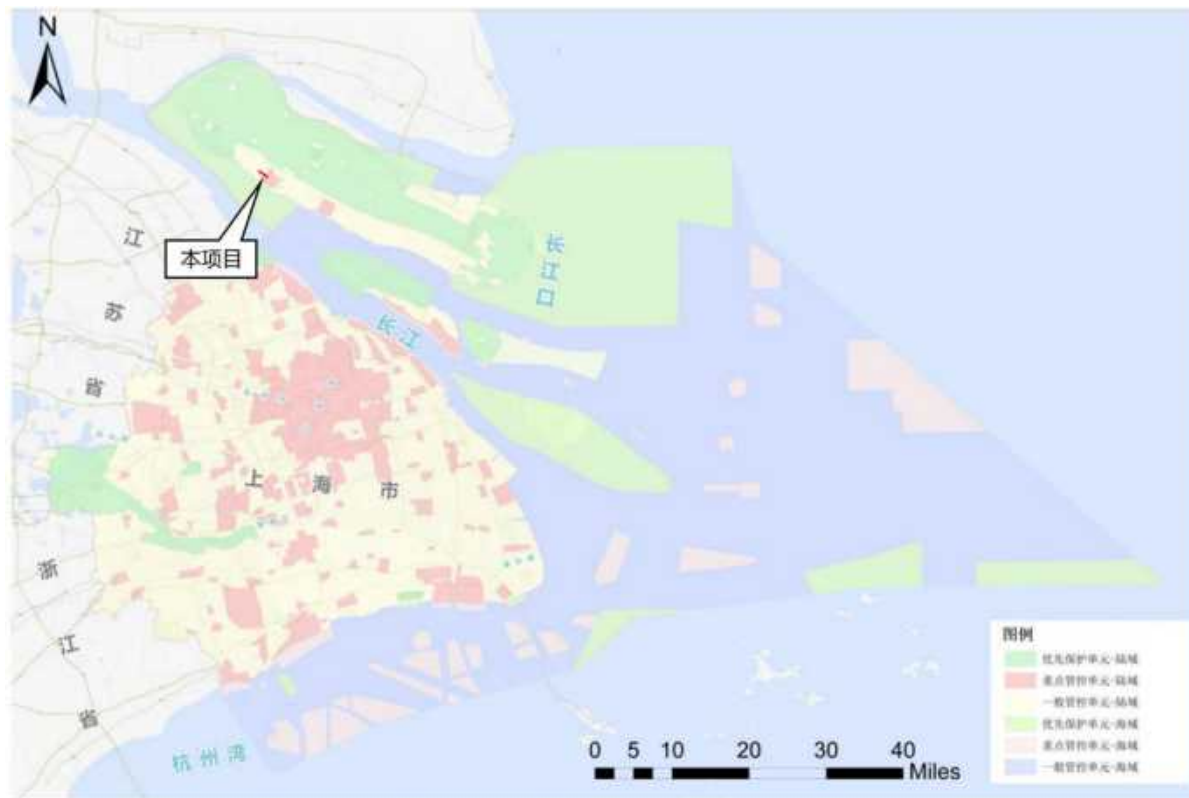 N
本项目
江
苏
省
长江口
长江
上海市
浙
江
省
杭州湾
0 5 10 20 30 40
Miles
图例
优先保护单元-陆域
重点管控单元-陆域
一般管控单元-陆域
优先保护单元-海域
重点管控单元-海域
一般管控单元-海域